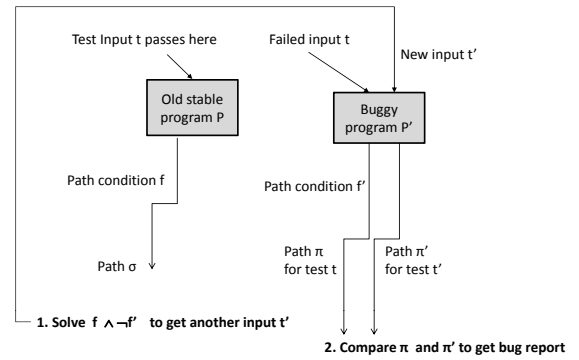 Test Input t passes here
Failed input t
New input t’
Old stable
program P
Buggy
program P’
Path condition f
Path condition f’
Path σ
Path π
for test t
Path π’
for test t’
1. Solve f ∧ ¬f’ to get another input t’
2. Compare π and π’ to get bug report